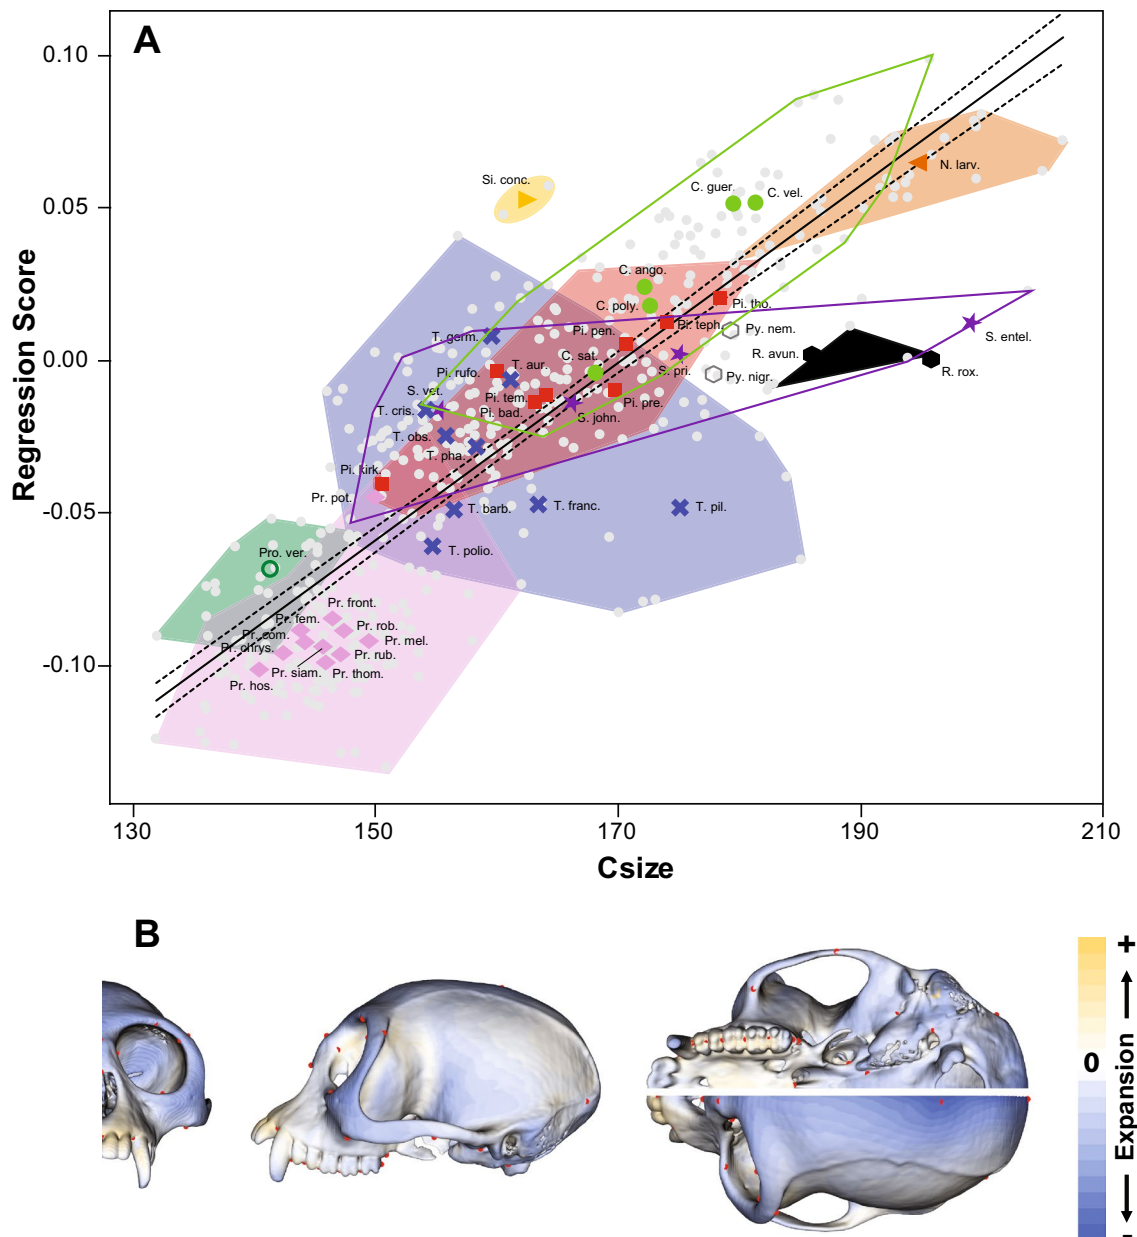 A
0.10
0.05
0.00
-0.05
-0.10
Regression Score
Si. conc.
N. larv.
C. guer.
C. vel.
C. ango.
C. poly.
Pi. tho.
Pi. teph.
Py. nem.
Pi. pen.
T. germ.
S. entel.
R. avun.
R. rox.
C. sat.
T. aur.
Pi. rufo.
S. pri.
Py. nigr.
S. vet.
Pi. tem.
Pi. pre.
T. cris.
Pi. bad.
S. john.
T. obs.
T. pha.
Pi. kirk.
Pr. pot.
T. barb.
T. franc.
T. pil.
T. polio.
Pro. ver.
Pr. front.
Pr. fem.
Pr. rob.
Pr. com.
Pr. mel.
Pr. chrys.
Pr. rub.
Pr. siam.
Pr. thom.
Pr. hos.
130
150
170
190
210
Csize
B
+
0
Expansion